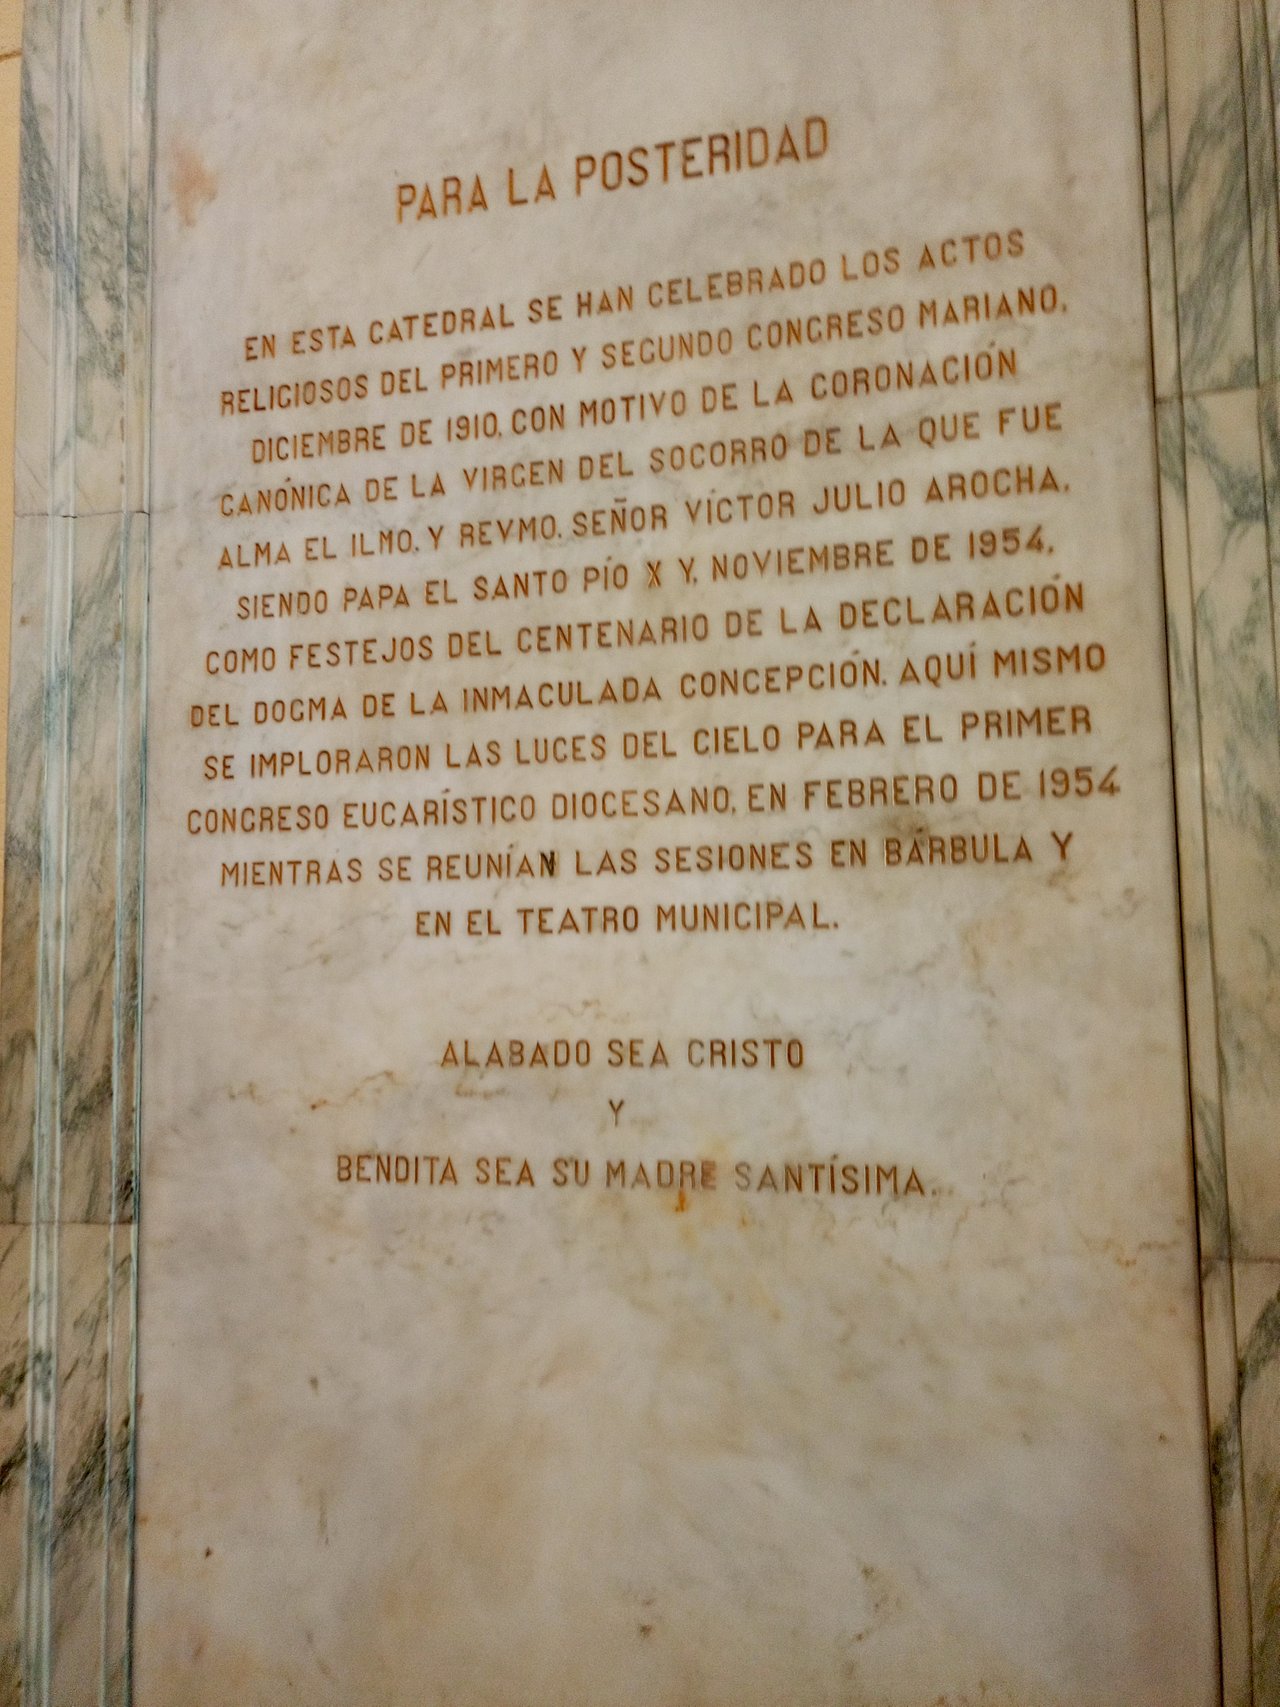 PARA LA POSTERIDAD
EN ESTA CATEDRAL SE HAN CELEBRADO LOS ACTOS
RELIGIOSOS DEL PRIMERO Y SEGUNDO CONGRESO MARIANO,
DICIEMBRE DE 1910, CON MOTIVO DE LA CORONACIÓN
CANÓNICA DE LA VIRGEN DEL SOCORRO DE LA QUE FUE
ALMA EL ILMO. Y REVMO. SEÑOR VÍCTOR JULIO AROCHA,
SIENDO PAPA EL SANTO PÍO X Y, NOVIEMBRE DE 1954,
COMO FESTEJOS DEL CENTENARIO DE LA DECLARACIÓN
DEL DOGMA DE LA INMACULADA CONCEPCIÓN. AQUÍ MISMO
SE IMPLORARON LAS LUCES DEL CIELO PARA EL PRIMER
CONGRESO EUCARÍSTICO DIOCESANO, EN FEBRERO DE 1954
MIENTRAS SE REUNÍAN LAS SESIONES EN BÁRBULA Y
EN EL TEATRO MUNICIPAL.
ALABADO SEA CRISTO
Y
BENDITA SEA SU MADRE SANTÍSIMA.